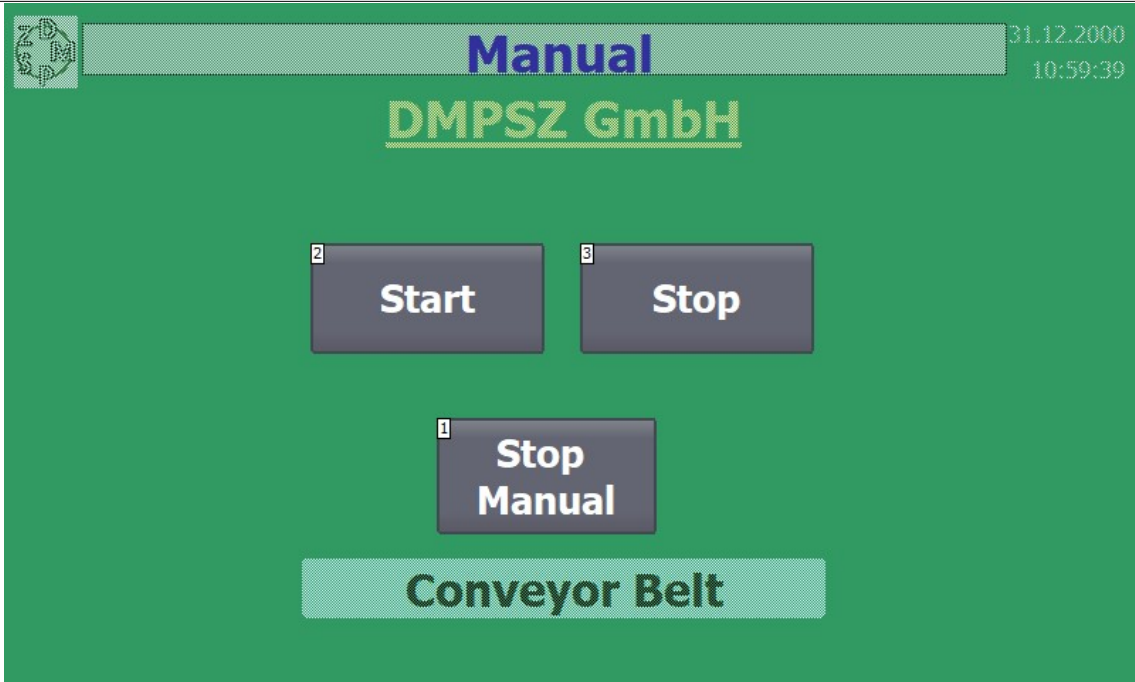 Z D M P S
Manual
31.12.2000
10:59:39
DMPSZ GmbH
2
Start
3
Stop
1
Stop
Manual
Conveyor Belt